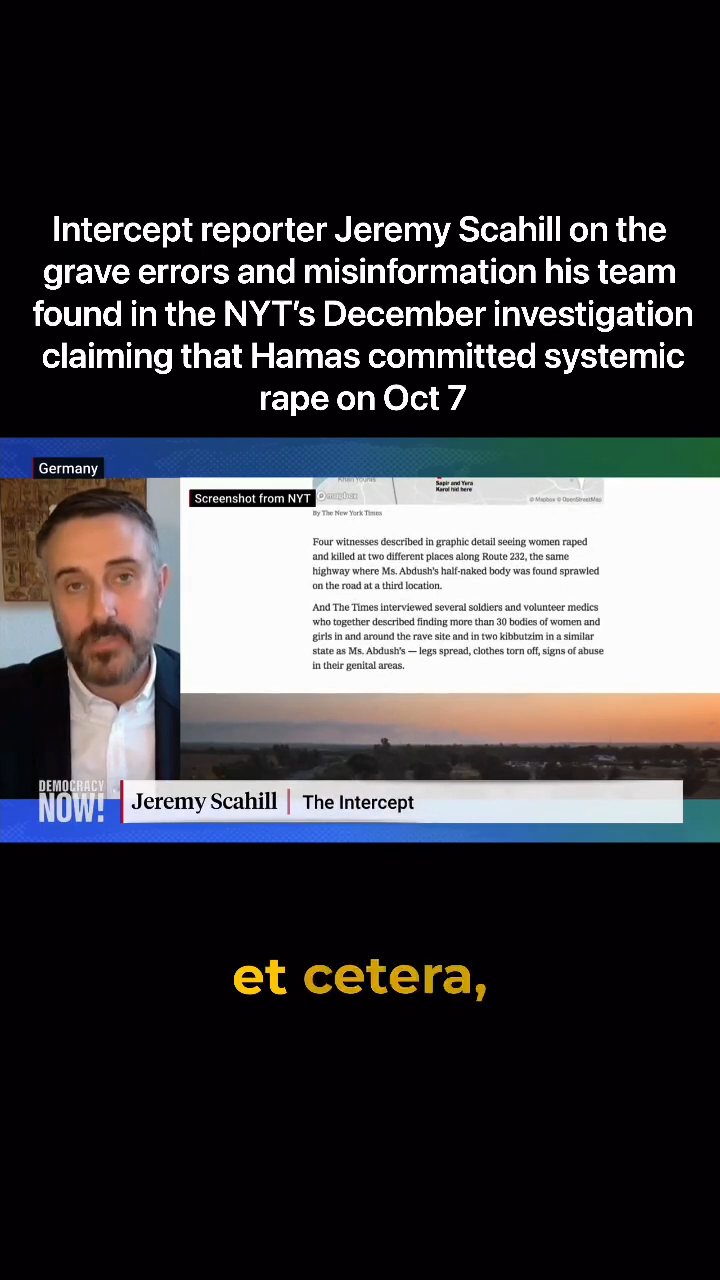 Intercept reporter Jeremy Scahill on the
grave errors and misinformation his team
found in the NYT’s December investigation
claiming that Hamas committed systemic
rape on Oct 7
Germany
Screenshot from NYT
Khan Younis
mapbox
Sapir and Yura
Karol hid here
© Mapbox © OpenStreetMap
By The New York Times
Four witnesses described in graphic detail seeing women raped
and killed at two different places along Route 232, the same
highway where Ms. Abdush’s half-naked body was found sprawled
on the road at a third location.
And The Times interviewed several soldiers and volunteer medics
who together described finding more than 30 bodies of women and
girls in and around the rave site and in two kibbutzim in a similar
state as Ms. Abdush’s — legs spread, clothes torn off, signs of abuse
in their genital areas.
DEMOCRACY
NOW!
Jeremy Scahill | The Intercept
et cetera,